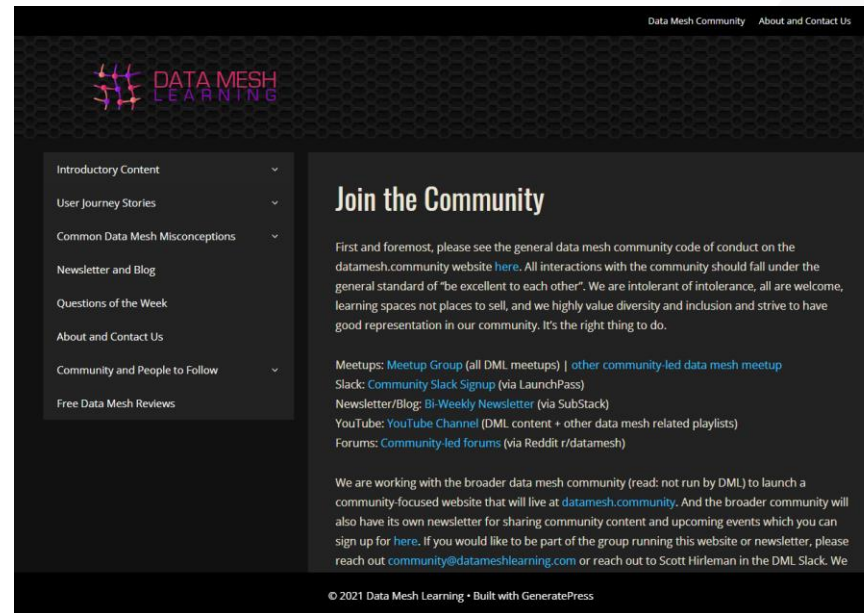 Data Mesh Community About and Contact Us
DATA MESH
LEARNING
Introductory Content
User Journey Stories
Common Data Mesh Misconceptions
Newsletter and Blog
Questions of the Week
About and Contact Us
Community and People to Follow
Free Data Mesh Reviews
Join the Community
First and foremost, please see the general data mesh community code of conduct on the
datamesh.community website here. All interactions with the community should fall under the
general standard of “be excellent to each other”. We are intolerant of intolerance, all are welcome,
learning spaces not places to sell, and we highly value diversity and inclusion and strive to have
good representation in our community. It’s the right thing to do.
Meetups: Meetup Group (all DML meetups) | other community-led data mesh meetup
Slack: Community Slack Signup (via LaunchPass)
Newsletter/Blog: Bi-Weekly Newsletter (via SubStack)
YouTube: YouTube Channel (DML content + other data mesh related playlists)
Forums: Community-led forums (via Reddit r/datamesh)
We are working with the broader data mesh community (read: not run by DML) to launch a
community-focused website that will live at datamesh.community. And the broader community will
also have its own newsletter for sharing community content and upcoming events which you can
sign up for here. If you would like to be part of the group running this website or newsletter, please
reach out community@datameshlearning.com or reach out to Scott Hirleman in the DML Slack. We
© 2021 Data Mesh Learning • Built with GeneratePress